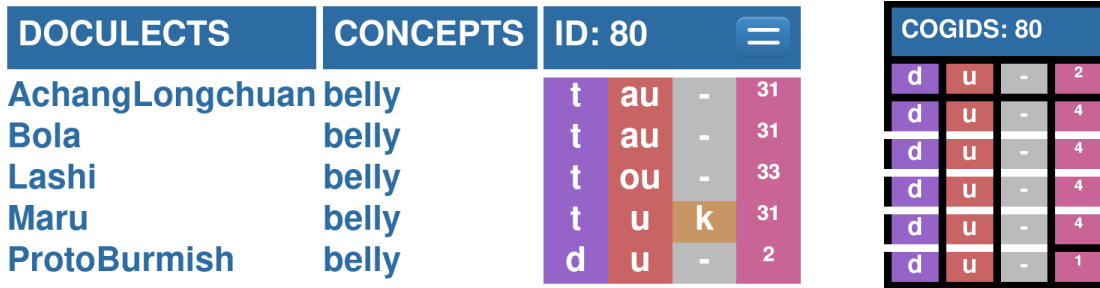 DOCULECTS CONCEPTS ID: 80 =
AchangLongchuan belly t au - 31
Bola belly t au - 31
Lashi belly t ou - 33
Maru belly t u k 31
ProtoBurmish belly d u - 2
COGIDS: 80
d u - 2
d u - 4
d u - 4
d u - 4
d u - 4
d u - 1